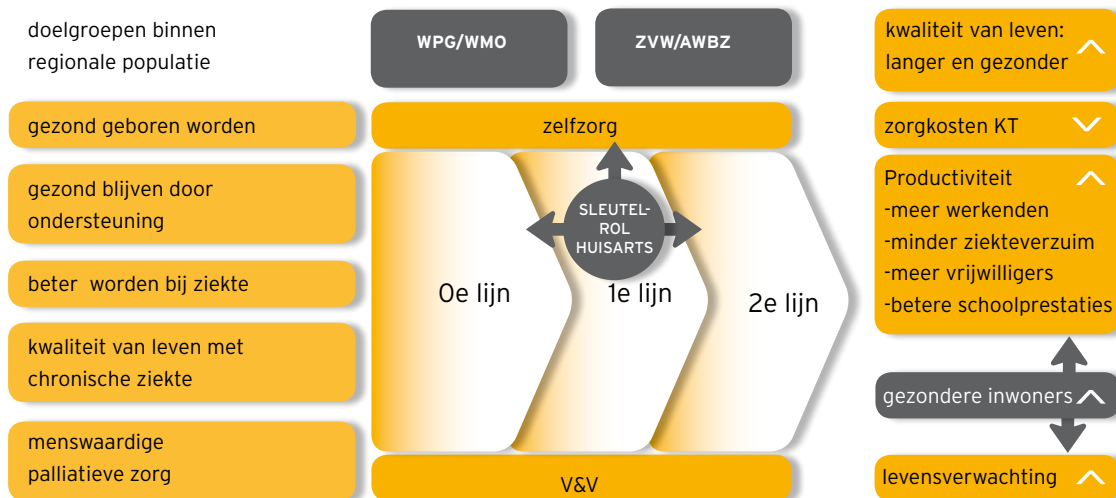 doelgroepen binnen
regionale populatie
gezond geboren worden
gezond blijven door
ondersteuning
beter worden bij ziekte
kwaliteit van leven met
chronische ziekte
menswaardige
palliatieve zorg
WPG/WMO
ZVW/AWBZ
zelfzorg
SLEUTEL-
ROL
HUISARTS
0e lijn
1e lijn
2e lijn
V&V
kwaliteit van leven:
langer en gezonder
zorgkosten KT
Productiviteit
-meer werkenden
-minder ziekteverzuim
-meer vrijwilligers
-betere schoolprestaties
gezondere inwoners
levensverwachting